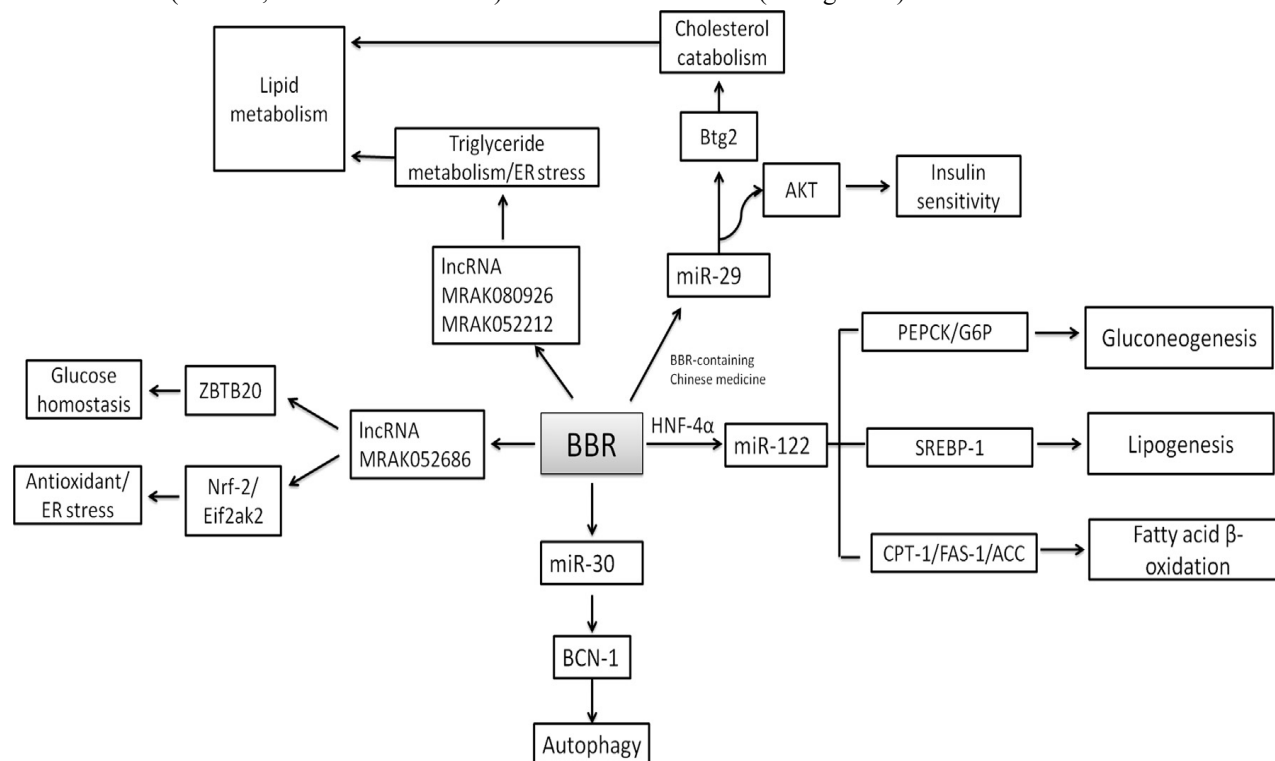 Cholesterol
catabolism
Lipid
metabolism
Btg2
Triglyceride
metabolism/ER stress
AKT
Insulin
sensitivity
lncRNA
MRAK080926
MRAK052212
miR-29
PEPCK/G6P
Gluconeogenesis
BBR-containing
Chinese medicine
Glucose
homostasis
ZBTB20
lncRNA
MRAK052686
BBR
HNF-4α
miR-122
SREBP-1
Lipogenesis
Antioxidant/
ER stress
Nrf-2/
Eif2ak2
CPT-1/FAS-1/ACC
Fatty acid β-
oxidation
miR-30
BCN-1
Autophagy